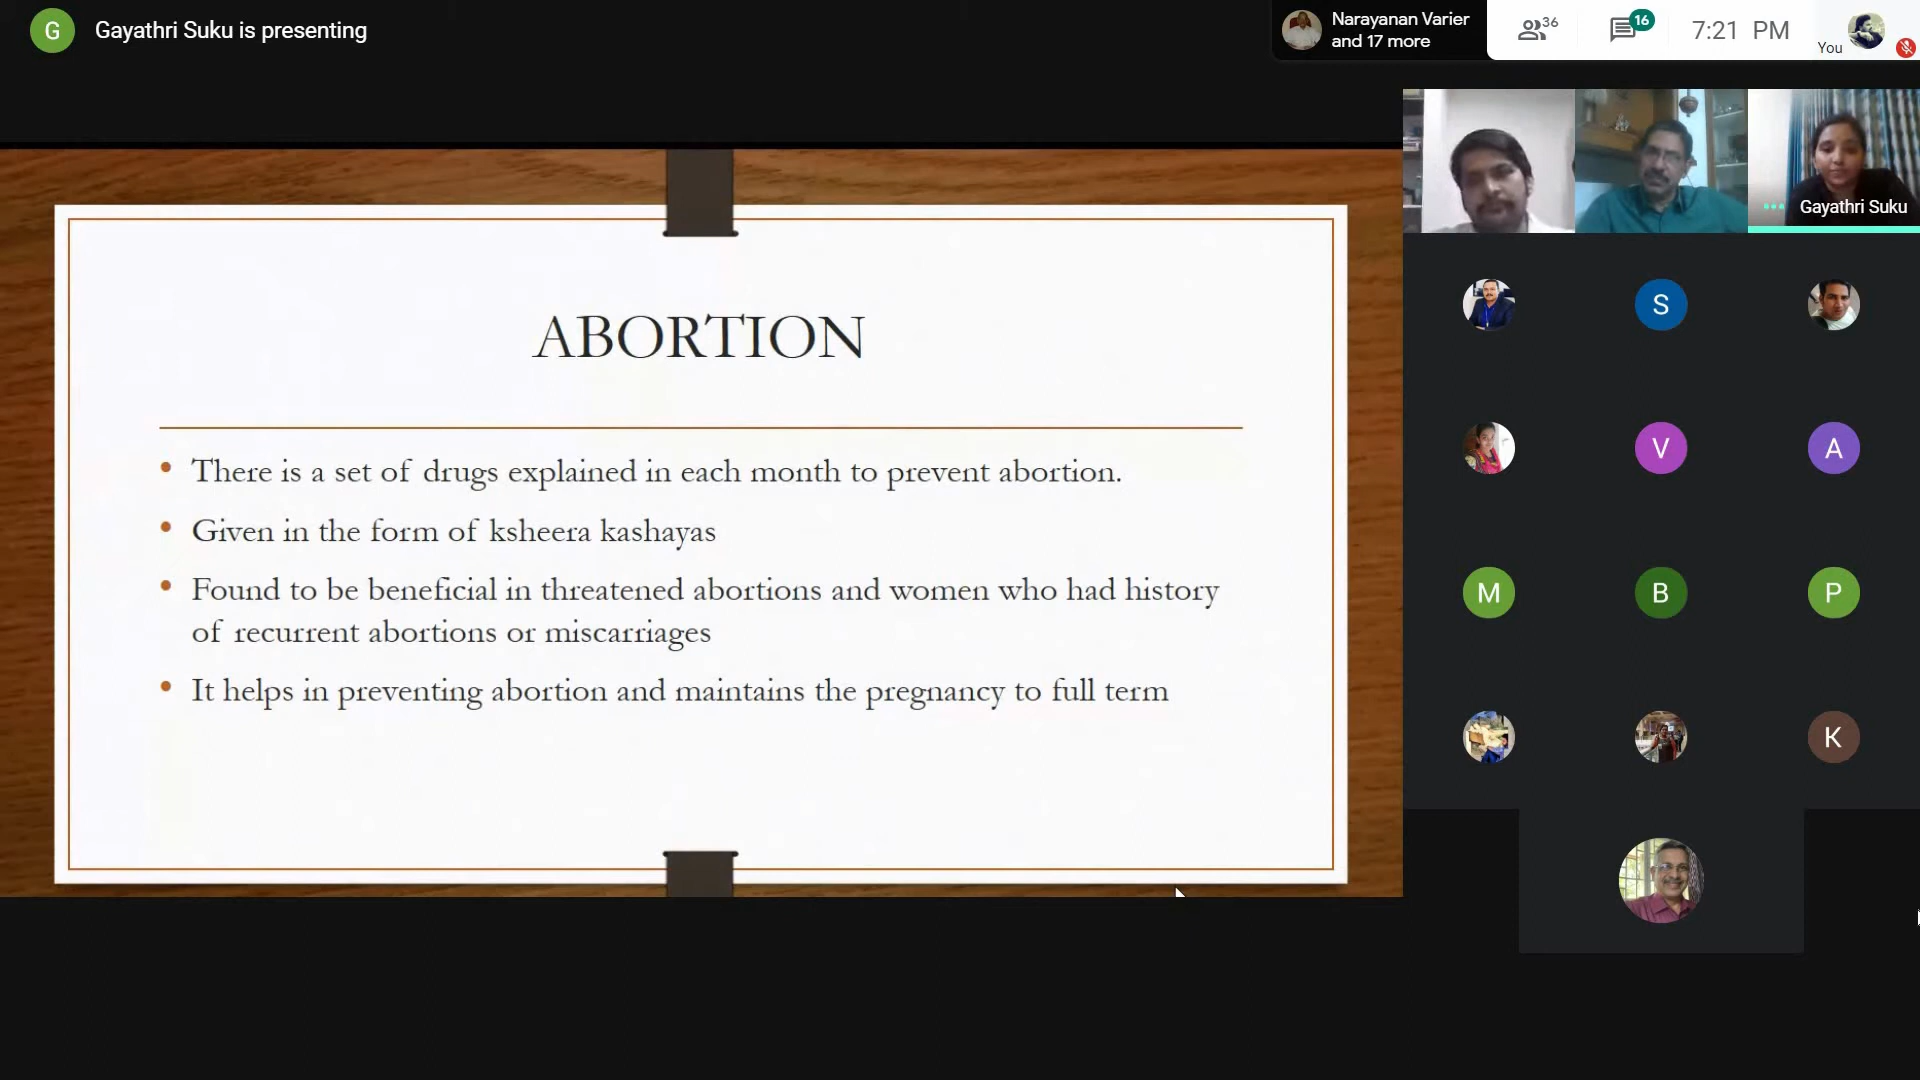 G
Gayathri Suku is presenting
Narayanan Varier
and 17 more
36
16
7:21 PM
You
Gayathri Suku
ABORTION
• There is a set of drugs explained in each month to prevent abortion.
• Given in the form of ksheera kashayas
• Found to be beneficial in threatened abortions and women who had history
of recurrent abortions or miscarriages
• It helps in preventing abortion and maintains the pregnancy to full term
S
V
A
M
B
P
K